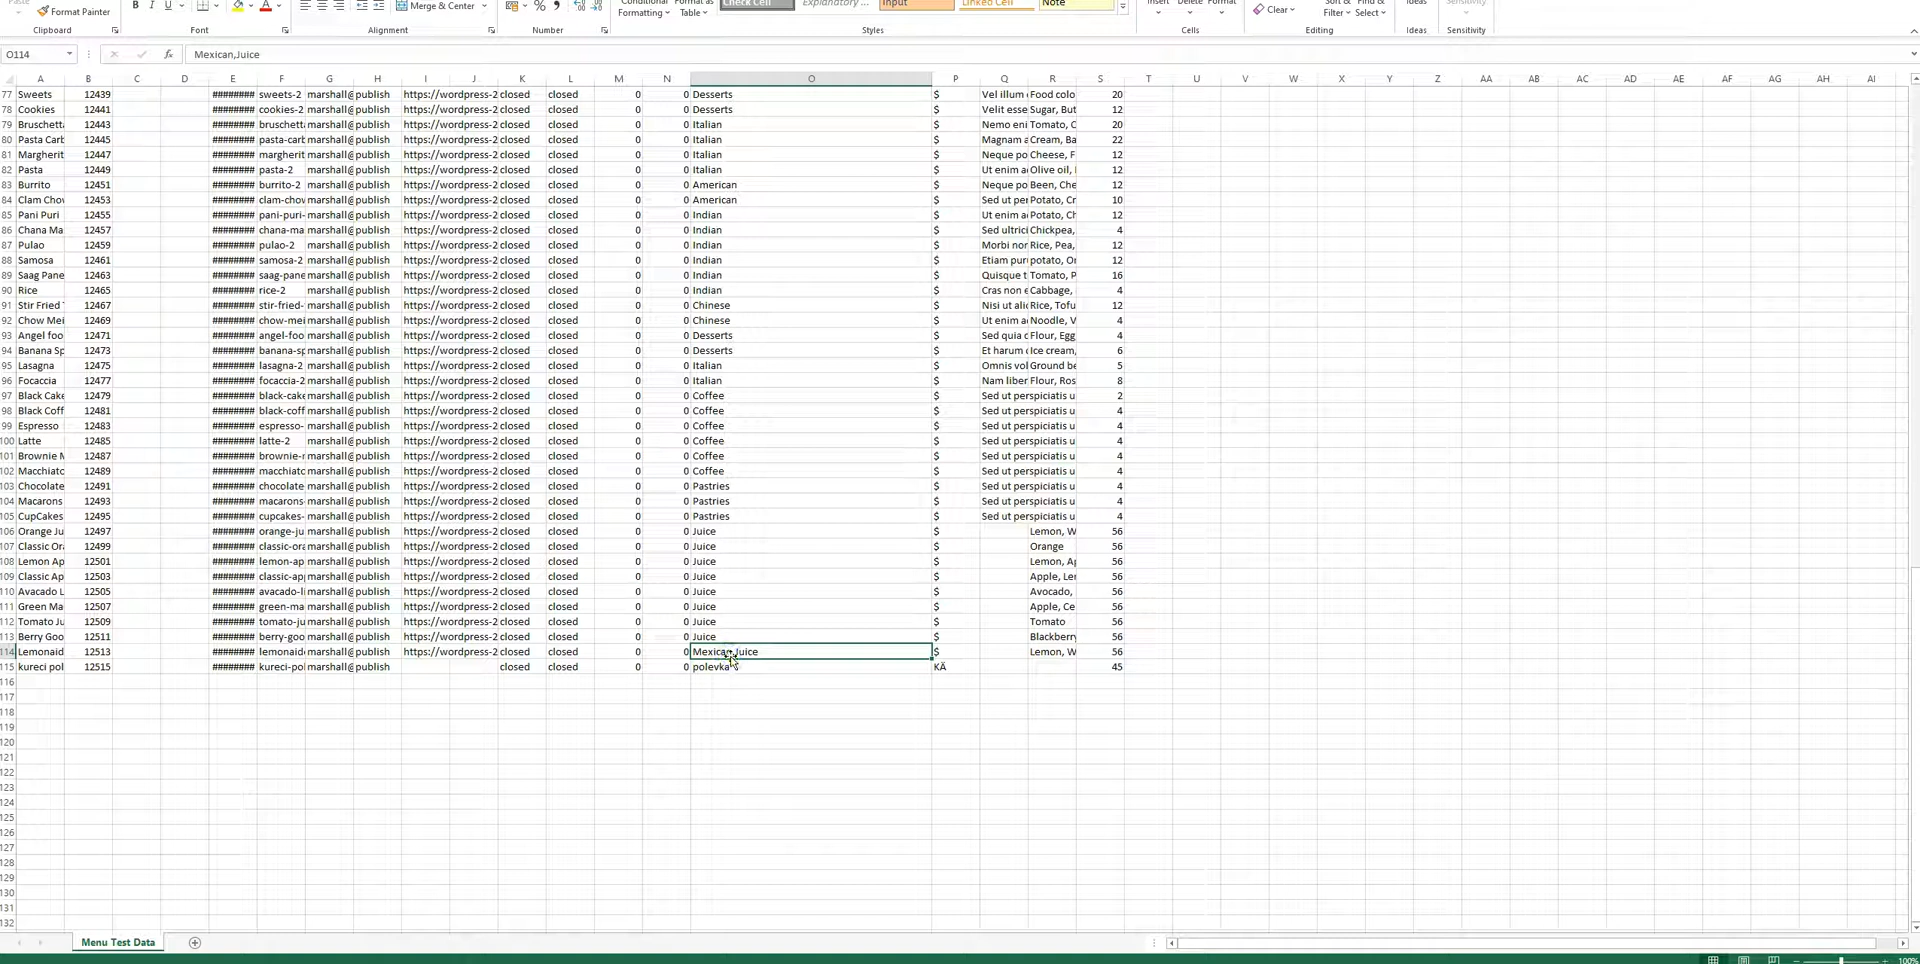 Paste Format Painter B I U A Merge & Center $ % Conditional Format as Check Cell Explanatory ... Input Linked Cell Note Insert Delete Format Clear Sort & Find & Ideas Sensitivity
Formatting Table Filter Select
Clipboard Font Alignment Number Styles Cells Editing Ideas Sensitivity
O114 fx Mexican,Juice
A B C D E F G H I J K L M N O P Q R S T U V W X Y Z AA AB AC AD AE AF AG AH AI
77 Sweets 12439 ######## sweets-2 marshall@ publish https://wordpress-2 closed closed 0 0 Desserts $ Vel illum Food colo 20
78 Cookies 12441 ######## cookies-2 marshall@ publish https://wordpress-2 closed closed 0 0 Desserts $ Velit esse Sugar, But 12
79 Bruschetta 12443 ######## bruschett marshall@ publish https://wordpress-2 closed closed 0 0 Italian $ Nemo eni Tomato, C 20
80 Pasta Carb 12445 ######## pasta-carb marshall@ publish https://wordpress-2 closed closed 0 0 Italian $ Magnam a Cream, Ba 22
81 Margherit 12447 ######## margherit marshall@ publish https://wordpress-2 closed closed 0 0 Italian $ Neque po Cheese, F 12
82 Pasta 12449 ######## pasta-2 marshall@ publish https://wordpress-2 closed closed 0 0 Italian $ Ut enim a Olive oil, 12
83 Burrito 12451 ######## burrito-2 marshall@ publish https://wordpress-2 closed closed 0 0 American $ Neque po Been, Che 12
84 Clam Chow 12453 ######## clam-chow marshall@ publish https://wordpress-2 closed closed 0 0 American $ Sed ut per Potato, Cr 10
85 Pani Puri 12455 ######## pani-puri- marshall@ publish https://wordpress-2 closed closed 0 0 Indian $ Ut enim a Potato, Ch 12
86 Chana Ma 12457 ######## chana-ma marshall@ publish https://wordpress-2 closed closed 0 0 Indian $ Sed ultrici Chickpea, 4
87 Pulao 12459 ######## pulao-2 marshall@ publish https://wordpress-2 closed closed 0 0 Indian $ Morbi nor Rice, Pea, 12
88 Samosa 12461 ######## samosa-2 marshall@ publish https://wordpress-2 closed closed 0 0 Indian $ Etiam pur potato, Or 12
89 Saag Pane 12463 ######## saag-pane marshall@ publish https://wordpress-2 closed closed 0 0 Indian $ Quisque t Tomato, P 16
90 Rice 12465 ######## rice-2 marshall@ publish https://wordpress-2 closed closed 0 0 Indian $ Cras non e Cabbage, 4
91 Stir Fried 12467 ######## stir-fried- marshall@ publish https://wordpress-2 closed closed 0 0 Chinese $ Nisi ut ali Rice, Tofu 12
92 Chow Mei 12469 ######## chow-mei marshall@ publish https://wordpress-2 closed closed 0 0 Chinese $ Ut enim a Noodle, V 4
93 Angel foo 12471 ######## angel-foo marshall@ publish https://wordpress-2 closed closed 0 0 Desserts $ Sed quia c Flour, Egg 4
94 Banana Sp 12473 ######## banana-sp marshall@ publish https://wordpress-2 closed closed 0 0 Desserts $ Et harum Ice cream, 6
95 Lasagna 12475 ######## lasagna-2 marshall@ publish https://wordpress-2 closed closed 0 0 Italian $ Omnis vol Ground be 5
96 Focaccia 12477 ######## focaccia-2 marshall@ publish https://wordpress-2 closed closed 0 0 Italian $ Nam liber Flour, Ros 8
97 Black Cake 12479 ######## black-cake marshall@ publish https://wordpress-2 closed closed 0 0 Coffee $ Sed ut perspiciatis u 2
98 Black Coff 12481 ######## black-coff marshall@ publish https://wordpress-2 closed closed 0 0 Coffee $ Sed ut perspiciatis u 4
99 Espresso 12483 ######## espresso- marshall@ publish https://wordpress-2 closed closed 0 0 Coffee $ Sed ut perspiciatis u 4
100 Latte 12485 ######## latte-2 marshall@ publish https://wordpress-2 closed closed 0 0 Coffee $ Sed ut perspiciatis u 4
101 Brownie M 12487 ######## brownie-r marshall@ publish https://wordpress-2 closed closed 0 0 Coffee $ Sed ut perspiciatis u 4
102 Macchiato 12489 ######## macchiato marshall@ publish https://wordpress-2 closed closed 0 0 Coffee $ Sed ut perspiciatis u 4
103 Chocolate 12491 ######## chocolate marshall@ publish https://wordpress-2 closed closed 0 0 Pastries $ Sed ut perspiciatis u 4
104 Macarons 12493 ######## macarons- marshall@ publish https://wordpress-2 closed closed 0 0 Pastries $ Sed ut perspiciatis u 4
105 CupCakes 12495 ######## cupcakes- marshall@ publish https://wordpress-2 closed closed 0 0 Pastries $ Sed ut perspiciatis u 4
106 Orange Ju 12497 ######## orange-ju marshall@ publish https://wordpress-2 closed closed 0 0 Juice $ Lemon, W 56
107 Classic Ora 12499 ######## classic-ora marshall@ publish https://wordpress-2 closed closed 0 0 Juice $ Orange 56
108 Lemon Ap 12501 ######## lemon-ap marshall@ publish https://wordpress-2 closed closed 0 0 Juice $ Lemon, Ap 56
109 Classic Ap 12503 ######## classic-ap marshall@ publish https://wordpress-2 closed closed 0 0 Juice $ Apple, Ler 56
110 Avacado L 12505 ######## avacado-li marshall@ publish https://wordpress-2 closed closed 0 0 Juice $ Avocado, 56
111 Green Ma 12507 ######## green-ma marshall@ publish https://wordpress-2 closed closed 0 0 Juice $ Apple, Ce 56
112 Tomato Ju 12509 ######## tomato-ju marshall@ publish https://wordpress-2 closed closed 0 0 Juice $ Tomato 56
113 Berry Goo 12511 ######## berry-goo marshall@ publish https://wordpress-2 closed closed 0 0 Juice $ Blackberry 56
114 Lemonaid 12513 ######## lemonaide marshall@ publish https://wordpress-2 closed closed 0 0 Mexican,Juice $ Lemon, W 56
115 kureci pol 12515 ######## kureci-pol marshall@ publish closed closed 0 0 polevka KÄ 45
116
117
118
119
120
121
122
123
124
125
126
127
128
129
130
131
132
Menu Test Data
100%